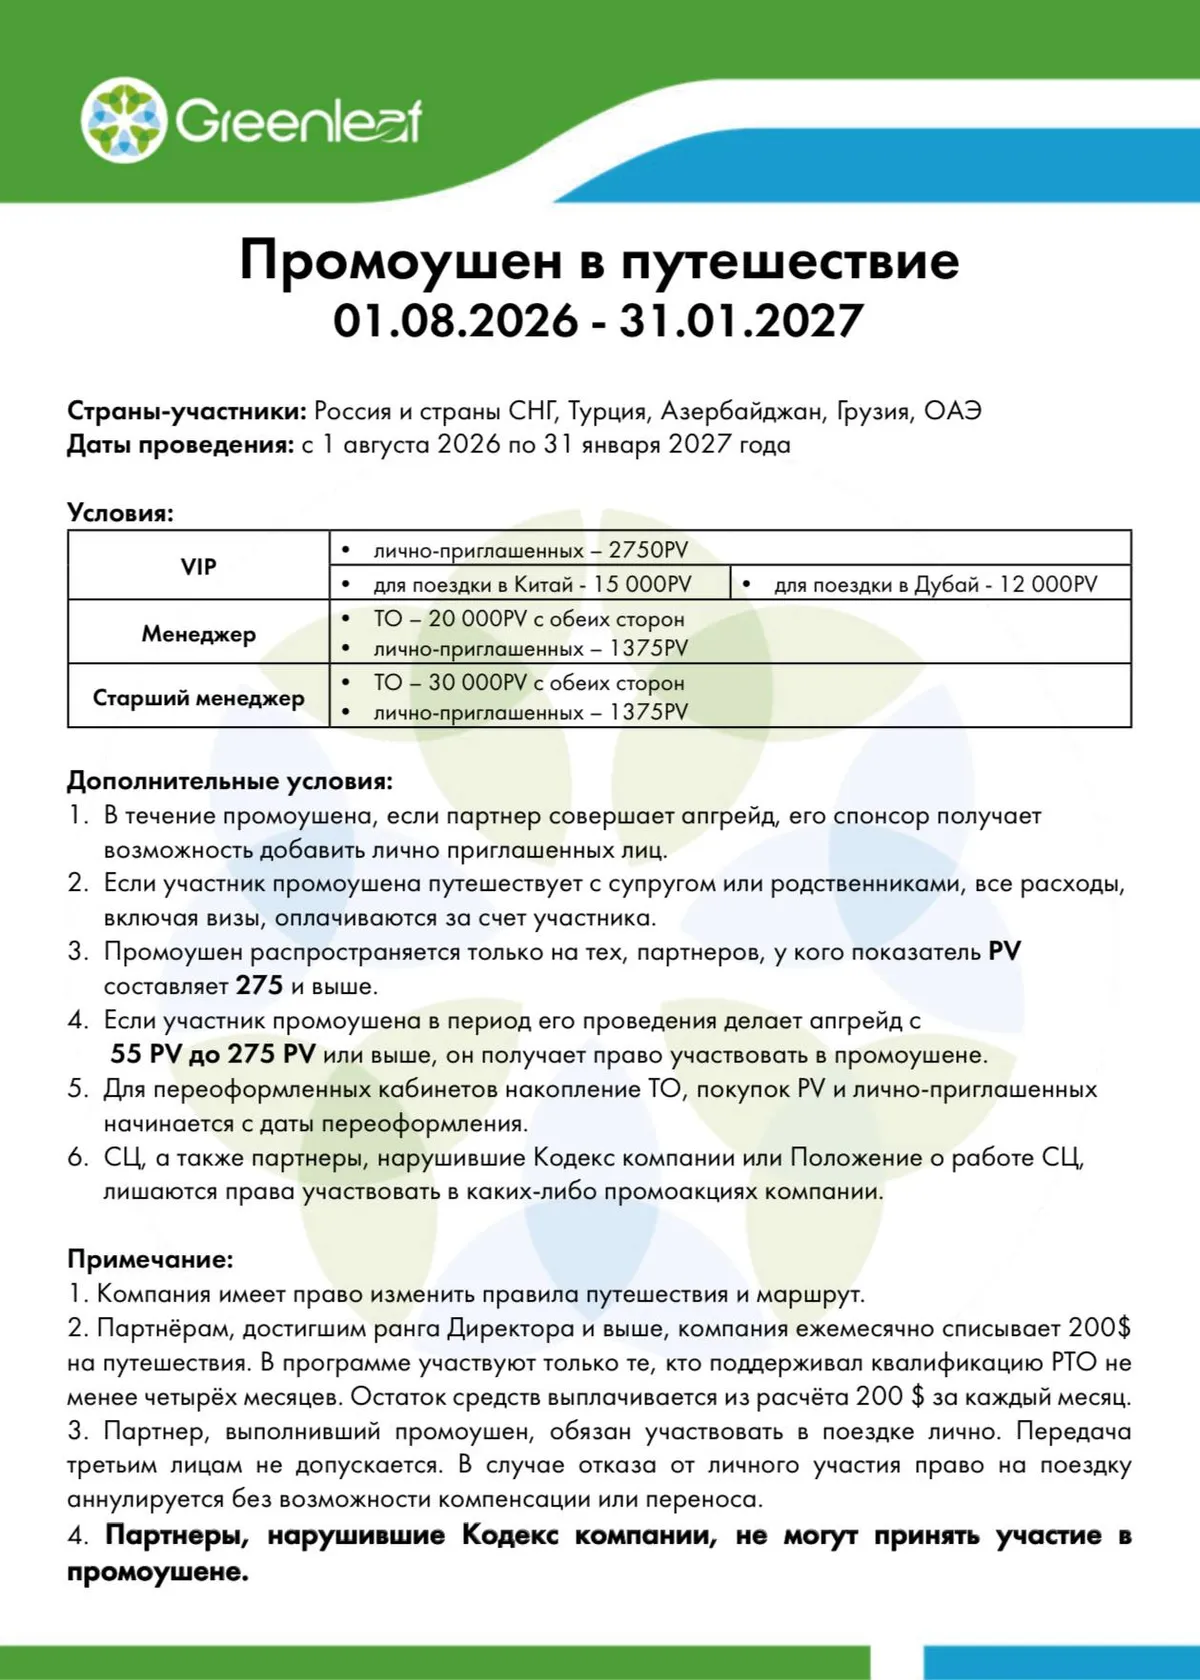 Greenleaf
Промоушен в путешествие
01.08.2026 - 31.01.2027
Страны-участники: Россия и страны СНГ, Турция, Азербайджан, Грузия, ОАЭ
Даты проведения: с 1 августа 2026 по 31 января 2027 года
Условия:
VIP
• лично-приглашенных – 2750PV
• для поездки в Китай - 15 000PV
• для поездки в Дубай - 12 000PV
Менеджер
• ТО – 20 000PV с обеих сторон
• лично-приглашенных – 1375PV
Старший менеджер
• ТО – 30 000PV с обеих сторон
• лично-приглашенных – 1375PV
Дополнительные условия:
1. В течение промоушена, если партнер совершает апгрейд, его спонсор получает
возможность добавить лично приглашенных лиц.
2. Если участник промоушена путешествует с супругом или родственниками, все расходы,
включая визы, оплачиваются за счет участника.
3. Промоушен распространяется только на тех, партнеров, у кого показатель PV
составляет 275 и выше.
4. Если участник промоушена в период его проведения делает апгрейд с
55 PV до 275 PV или выше, он получает право участвовать в промоушене.
5. Для переоформленных кабинетов накопление ТО, покупок PV и лично-приглашенных
начинается с даты переоформления.
6. СЦ, а также партнеры, нарушившие Кодекс компании или Положение о работе СЦ,
лишаются права участвовать в каких-либо промоакциях компании.
Примечание:
1. Компания имеет право изменить правила путешествия и маршрут.
2. Партнёрам, достигшим ранга Директора и выше, компания ежемесячно списывает 200$
на путешествия. В программе участвуют только те, кто поддерживал квалификацию РТО не
менее четырёх месяцев. Остаток средств выплачивается из расчёта 200 $ за каждый месяц.
3. Партнер, выполнивший промоушен, обязан участвовать в поездке лично. Передача
третьим лицам не допускается. В случае отказа от личного участия право на поездку
аннулируется без возможности компенсации или переноса.
4. Партнеры, нарушившие Кодекс компании, не могут принять участие в
промоушене.